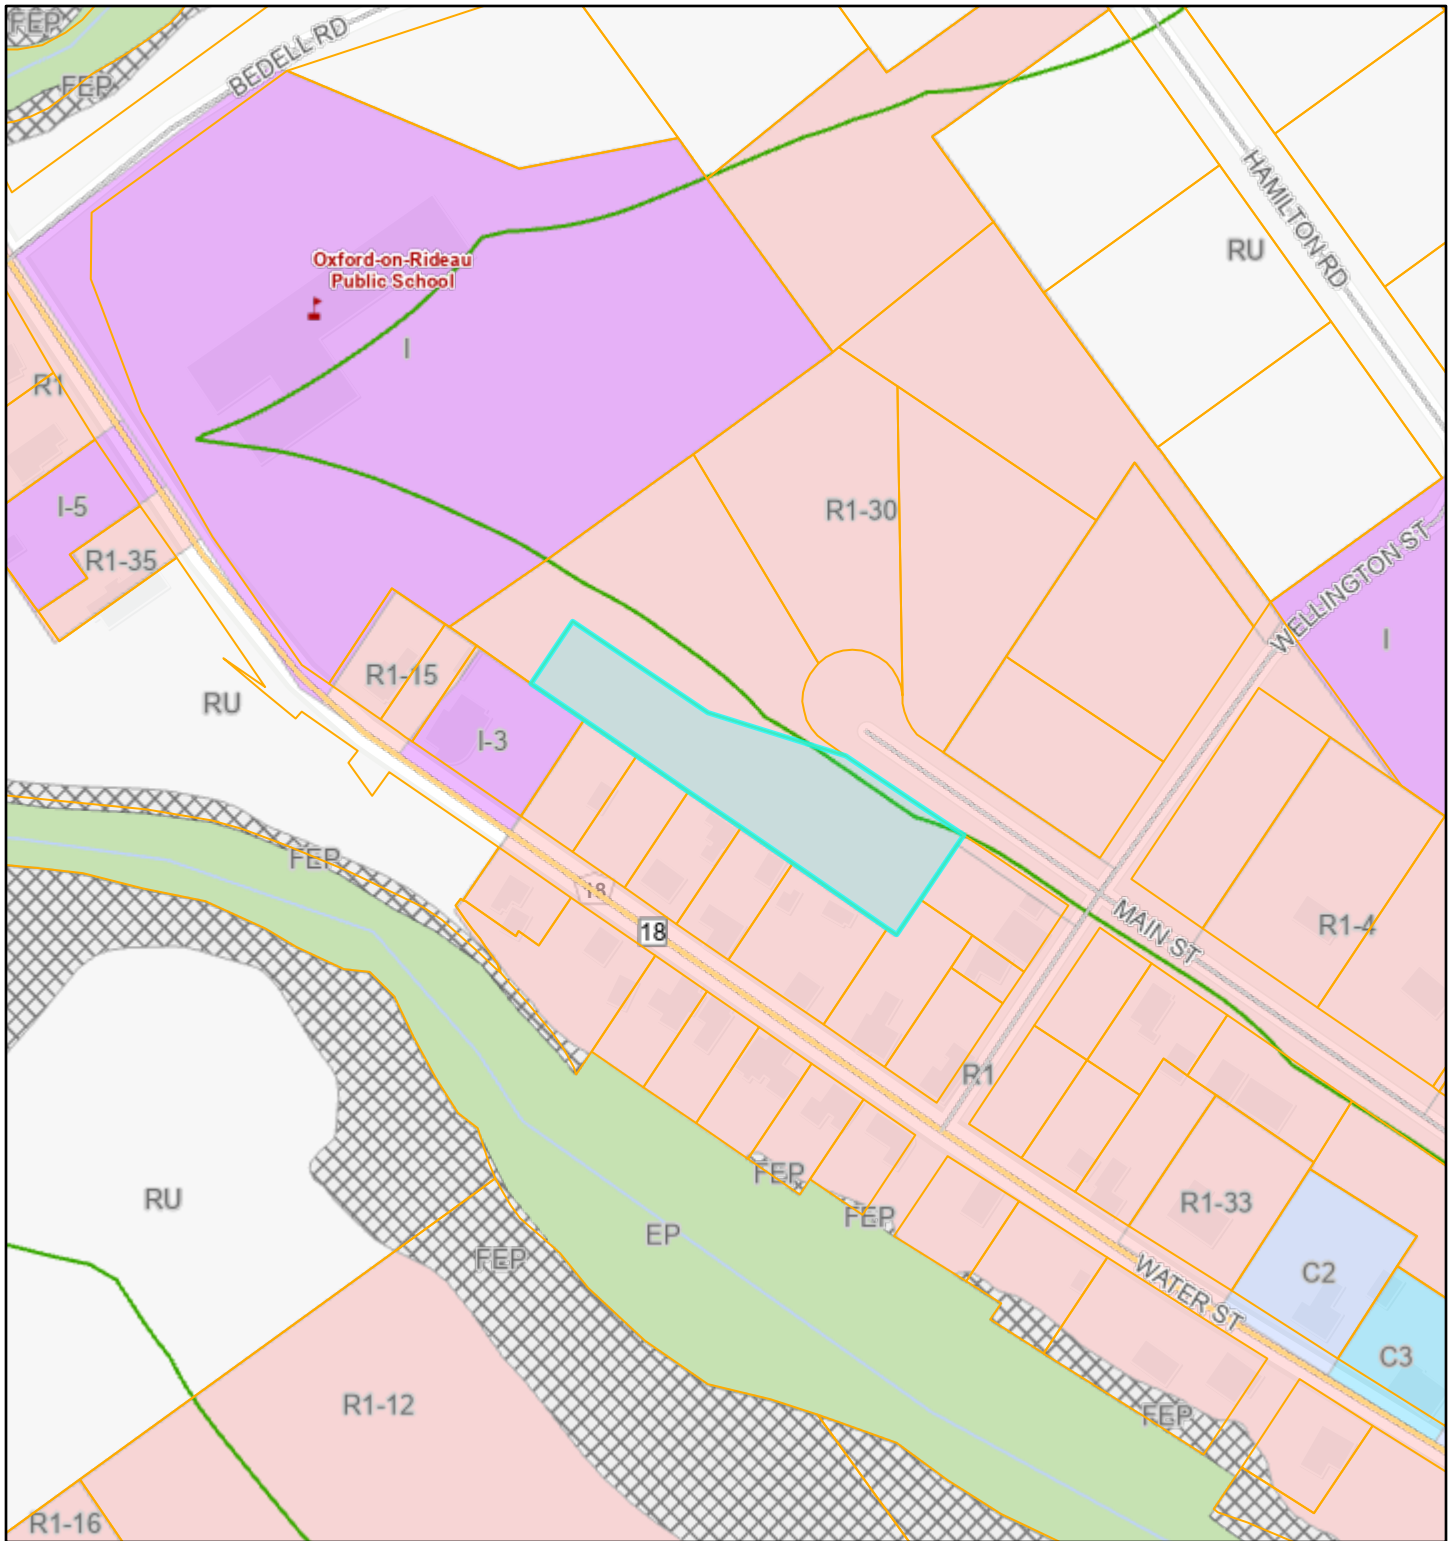 FEP
BEDELL RD
FEP
HAMILTON RD
RU
Oxford-on-Rideau
Public School
I
R1
I-5
R1-30
R1-35
WELLINGTON ST
I
R1-15
RU
I-3
FEP
18
18
MAIN ST
R1-4
R1
FEP
RU
R1-33
FEP
EP
FEP
C2
WATER ST
C3
R1-12
FEP
R1-16